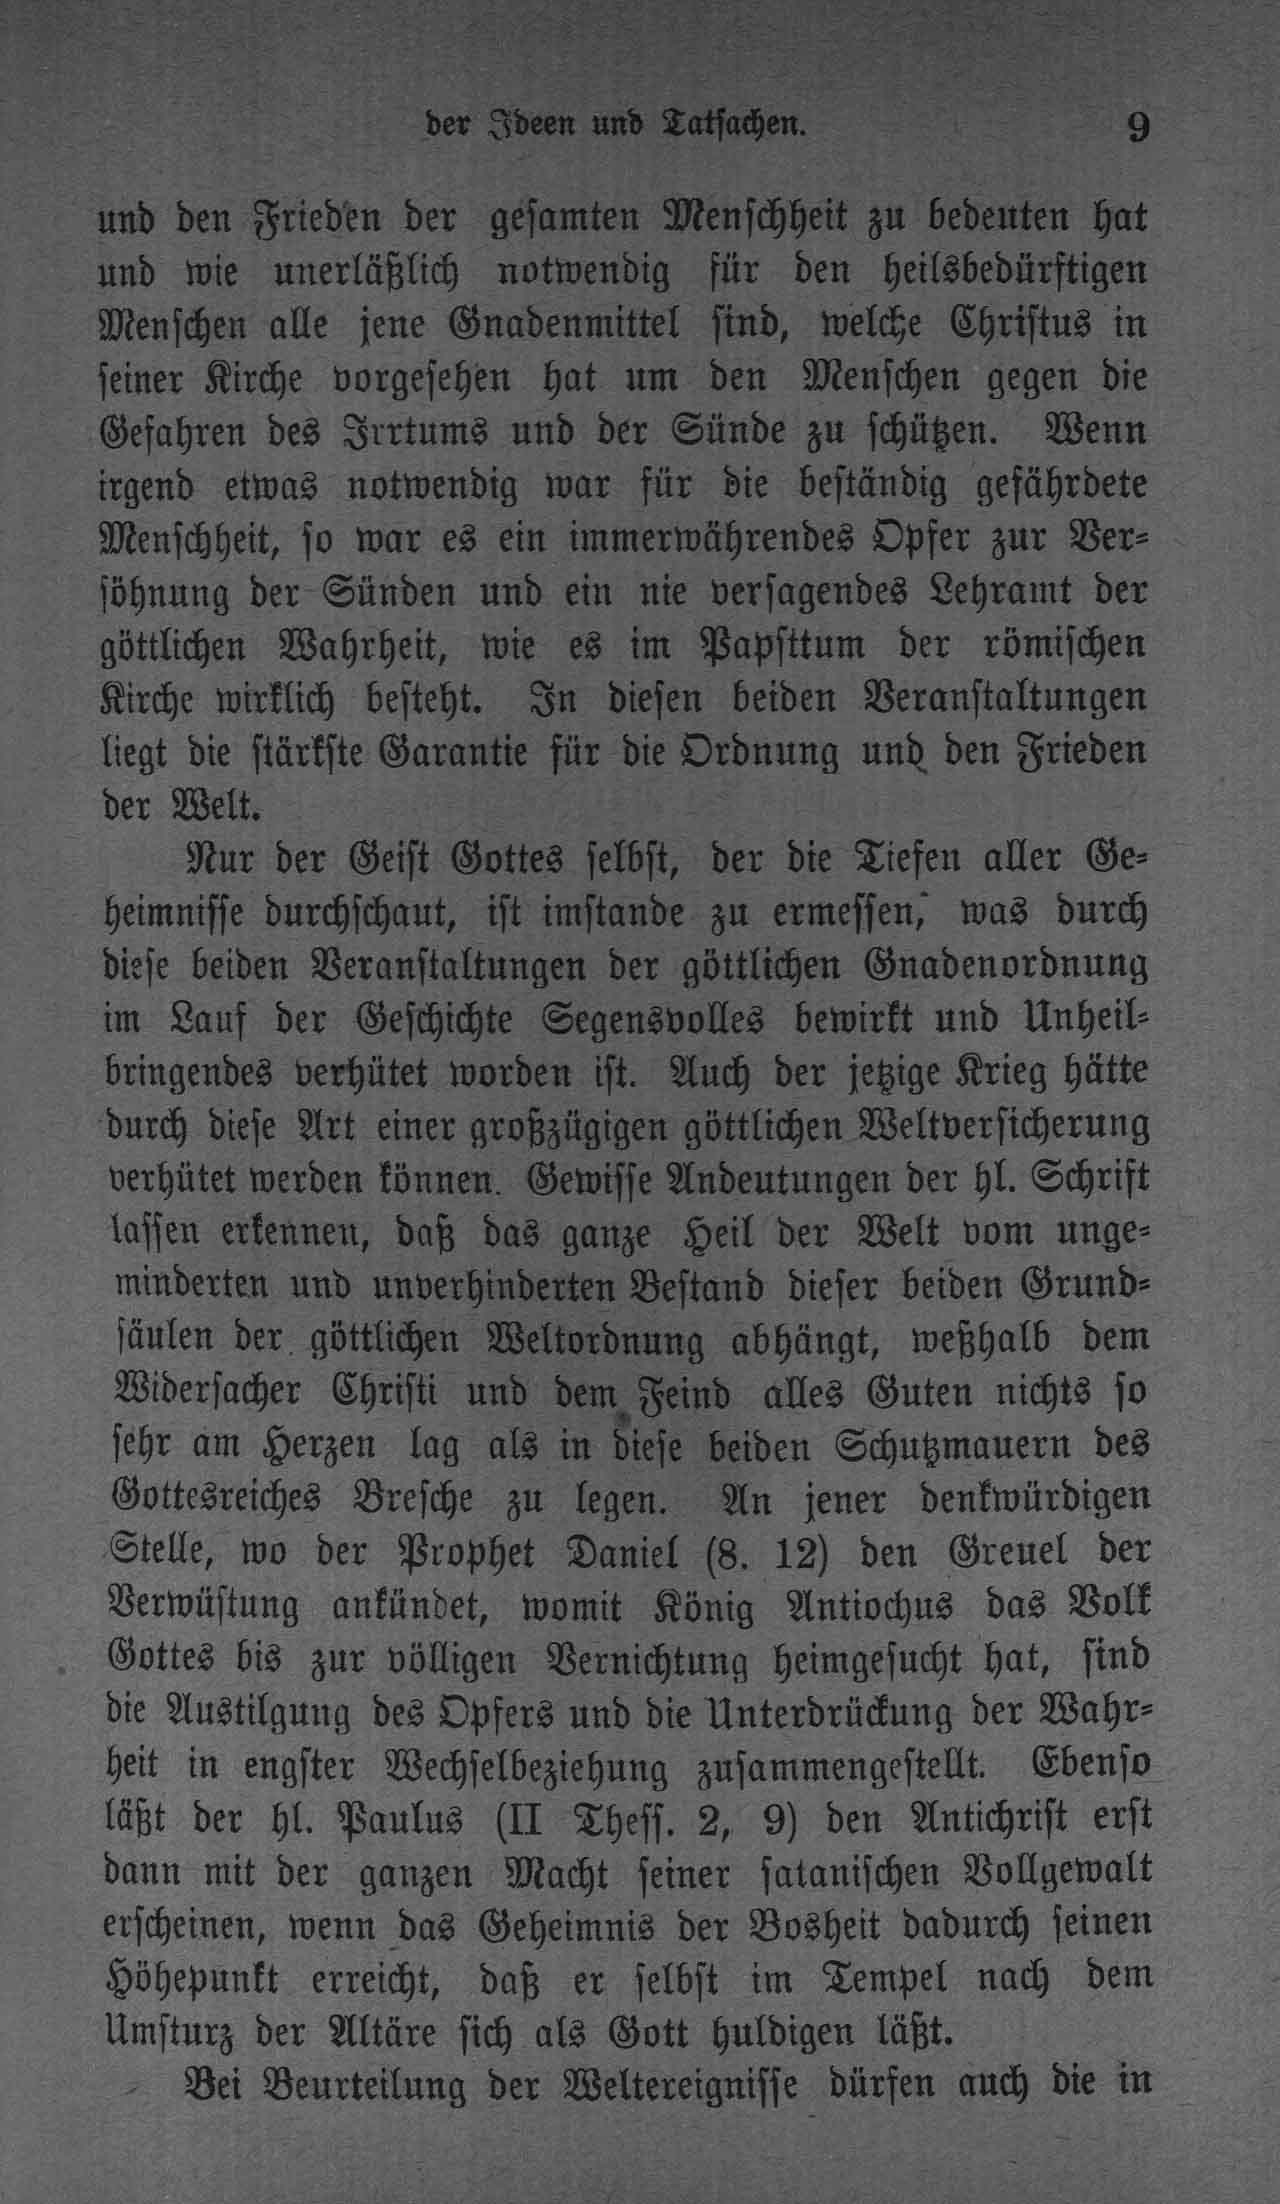 der Ideen und Tatsachen. 9
und den Frieden der gesamten Menschheit zu bedeuten hat
und wie unerläßlich notwendig für den heilsbedürftigen
Menschen alle jene Gnadenmittel sind, welche Christus in
seiner Kirche vorgesehen hat um den Menschen gegen die
Gefahren des Irrtums und der Sünde zu schützen. Wenn
irgend etwas notwendig war für die beständig gefährdete
Menschheit, so war es ein immerwährendes Opfer zur Ver-
söhnung der Sünden und ein nie versagendes Lehramt der
göttlichen Wahrheit, wie es im Papsttum der römischen
Kirche wirklich besteht. In diesen beiden Veranstaltungen
liegt die stärkste Garantie für die Ordnung und den Frieden
der Welt.
Nur der Geist Gottes selbst, der die Tiefen aller Ge-
heimnisse durchschaut, ist imstande zu ermessen, was durch
diese beiden Veranstaltungen der göttlichen Gnadenordnung
im Lauf der Geschichte Segensvolles bewirkt und Unheil-
bringendes verhütet worden ist. Auch der jetzige Krieg hätte
durch diese Art einer großzügigen göttlichen Weltversicherung
verhütet werden können. Gewisse Andeutungen der hl. Schrift
lassen erkennen, daß das ganze Heil der Welt vom unge-
minderten und unverhinderten Bestand dieser beiden Grund-
säulen der göttlichen Weltordnung abhängt, weßhalb dem
Widersacher Christi und dem Feind alles Guten nichts so
sehr am Herzen lag als in diese beiden Schutzmauern des
Gottesreiches Bresche zu legen. An jener denkwürdigen
Stelle, wo der Prophet Daniel (8. 12) den Greuel der
Verwüstung ankündet, womit König Antiochus das Volk
Gottes bis zur völligen Vernichtung heimgesucht hat, sind
die Austilgung des Opfers und die Unterdrückung der Wahr-
heit in engster Wechselbeziehung zusammengestellt. Ebenso
läßt der hl. Paulus (II Thess. 2, 9) den Antichrist erst
dann mit der ganzen Macht seiner satanischen Vollgewalt
erscheinen, wenn das Geheimnis der Bosheit dadurch seinen
Höhepunkt erreicht, daß er selbst im Tempel nach dem
Umsturz der Altäre sich als Gott huldigen läßt.
Bei Beurteilung der Weltereignisse dürfen auch die in